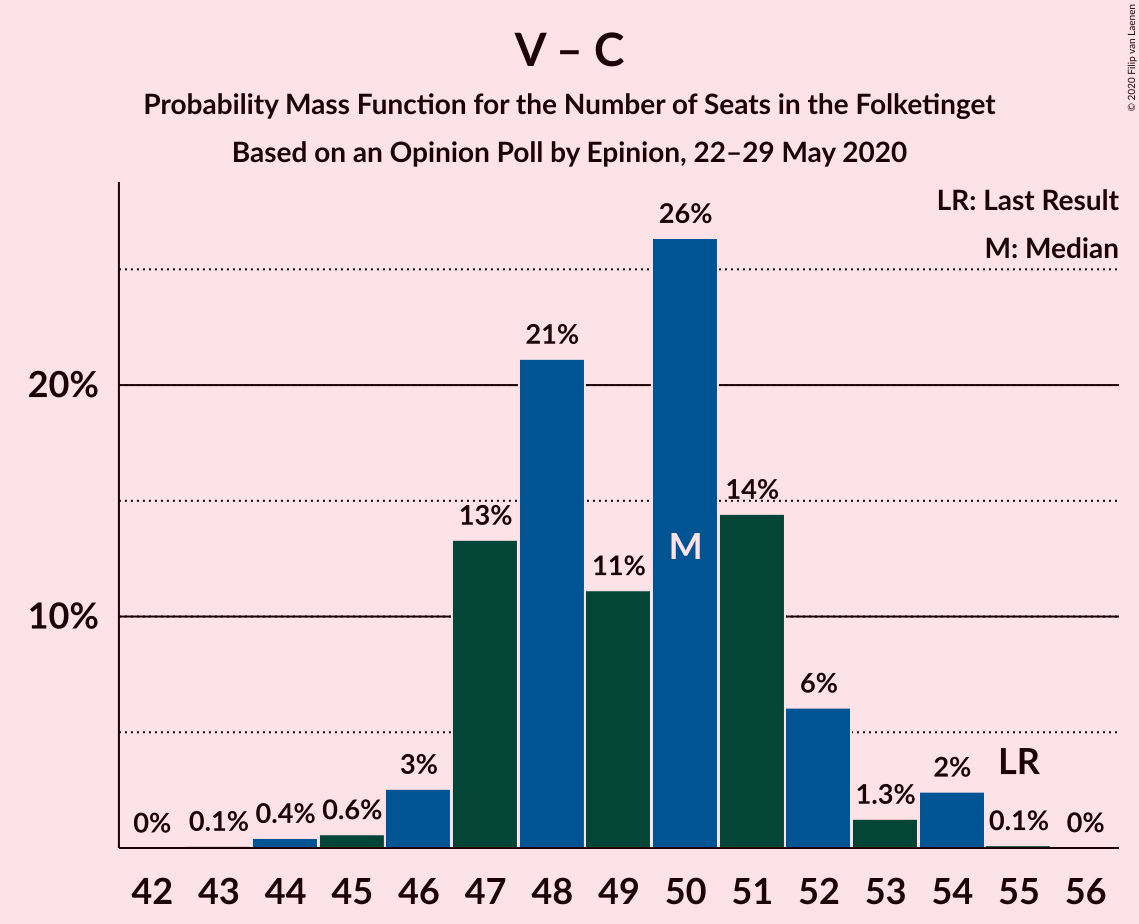 V – C
Probability Mass Function for the Number of Seats in the Folketinget
Based on an Opinion Poll by Epinion, 22–29 May 2020
© 2020 Filip van Laenen
LR: Last Result
M: Median
26%
21%
20%
14%
13%
M
11%
10%
6%
LR
3%
2%
1.3%
0.6%
0.4%
0.1%
0%
0.1%
0%
42 43 44 45 46 47 48 49 50 51 52 53 54 55 56